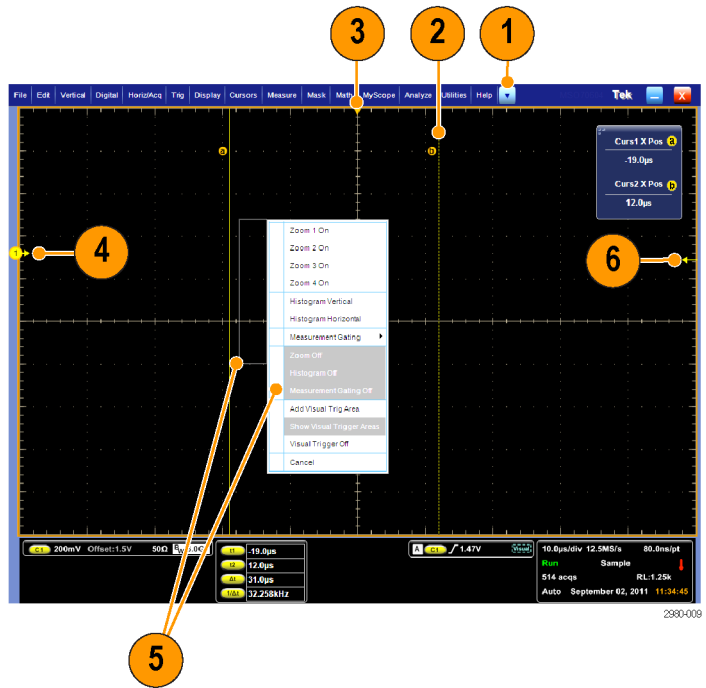 3 2 1
File Edit Vertical Digital Horiz/Acq Trig Display Cursors Measure Mask Math MyScope Analyze Utilities Help Tek X
a b
Curs1 X Pos a
-19.0µs
Curs2 X Pos b
12.0µs
4 6
1
Zoom 1 On
Zoom 2 On
Zoom 3 On
Zoom 4 On
Histogram Vertical
Histogram Horizontal
Measurement Gating
Zoom Off
Histogram Off
Measurement Gating Off
Add Visual Trig Area
Show Visual Trigger Areas
Visual Trigger Off
Cancel
C1 200mV Offset:1.5V 50Ω
t1 -19.0µs
t2 12.0µs
Δt 31.0µs
1/Δt 32.258kHz
A C1 1.47V Visual
10.0µs/div 12.5MS/s 80.0ns/pt
Run Sample
514 acqs RL:1.25k
Auto September 02, 2011 11:34:45
2980-009
5